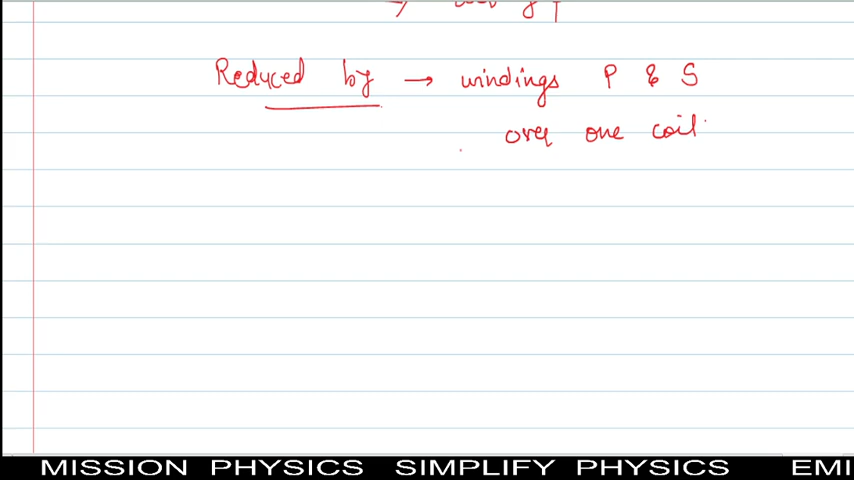 Reduced by → windings P & S
over one coil
MISSION PHYSICS SIMPLIFY PHYSICS EMI